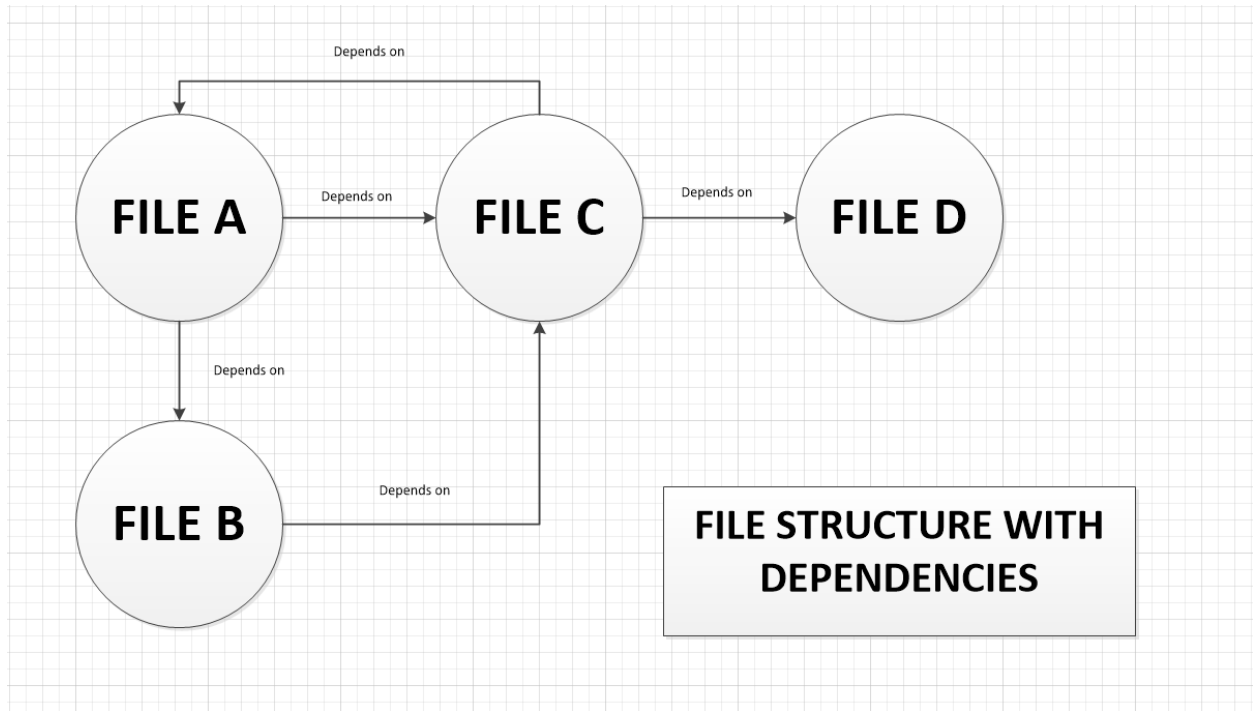 Depends on
FILE A
Depends on
FILE C
Depends on
FILE D
Depends on
FILE B
Depends on
FILE STRUCTURE WITH
DEPENDENCIES